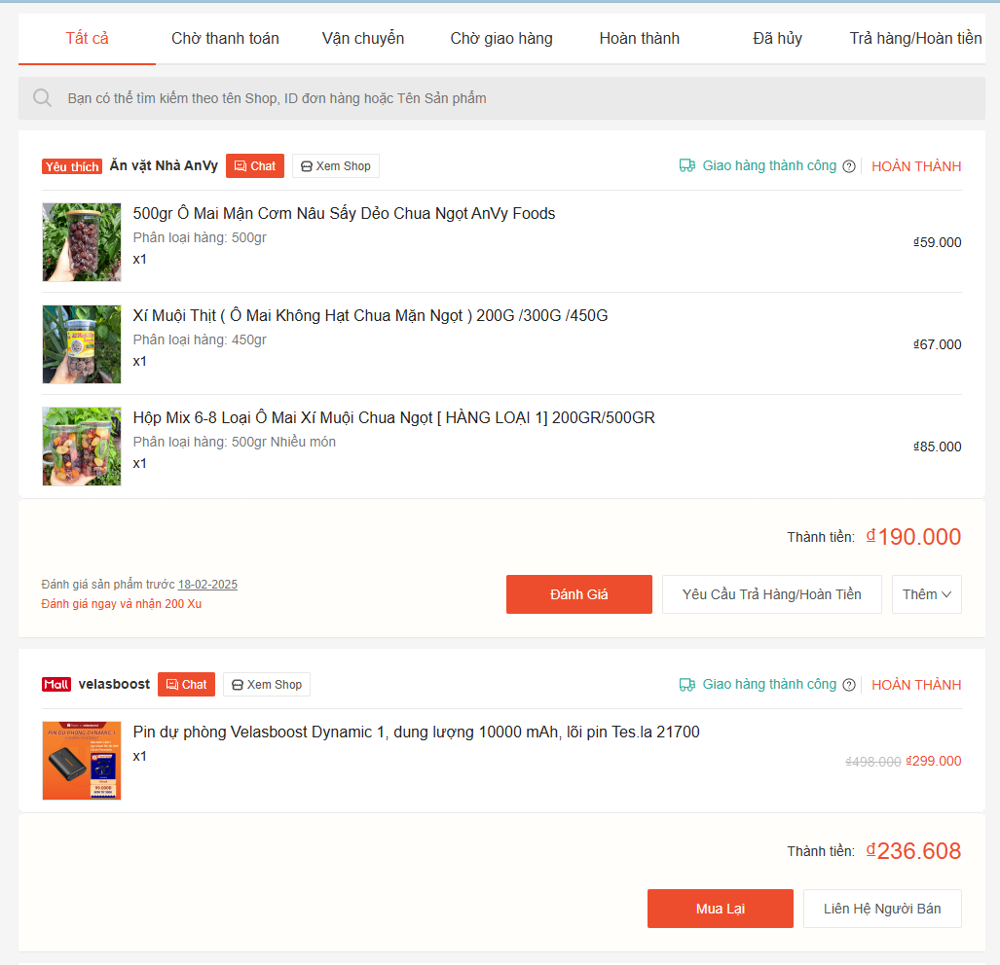 Tất cả
Chờ thanh toán
Vận chuyển
Chờ giao hàng
Hoàn thành
Đã hủy
Trả hàng/Hoàn tiền
Bạn có thể tìm kiếm theo tên Shop, ID đơn hàng hoặc Tên Sản phẩm
Yêu thích Ăn vặt Nhà AnVy Chat Xem Shop
Giao hàng thành công ? HOÀN THÀNH
500gr Ô Mai Mận Cơm Nâu Sấy Dẻo Chua Ngọt AnVy Foods
Phân loại hàng: 500gr
x1
₫59.000
Xí Muội Thịt ( Ô Mai Không Hạt Chua Mặn Ngọt ) 200G /300G /450G
Phân loại hàng: 450gr
x1
₫67.000
Hộp Mix 6-8 Loại Ô Mai Xí Muội Chua Ngọt [ HÀNG LOẠI 1] 200GR/500GR
Phân loại hàng: 500gr Nhiều món
x1
₫85.000
Thành tiền: ₫190.000
Đánh giá sản phẩm trước 18-02-2025
Đánh giá ngay và nhận 200 Xu
Đánh Giá
Yêu Cầu Trả Hàng/Hoàn Tiền
Thêm
Mall velasboost Chat Xem Shop
Giao hàng thành công ? HOÀN THÀNH
PIN DỰ PHÒNG DYNAMIC 1
Pin dự phòng Velasboost Dynamic 1, dung lượng 10000 mAh, lõi pin Tes.la 21700
x1
₫498.000 ₫299.000
Thành tiền: ₫236.608
Mua Lại
Liên Hệ Người Bán